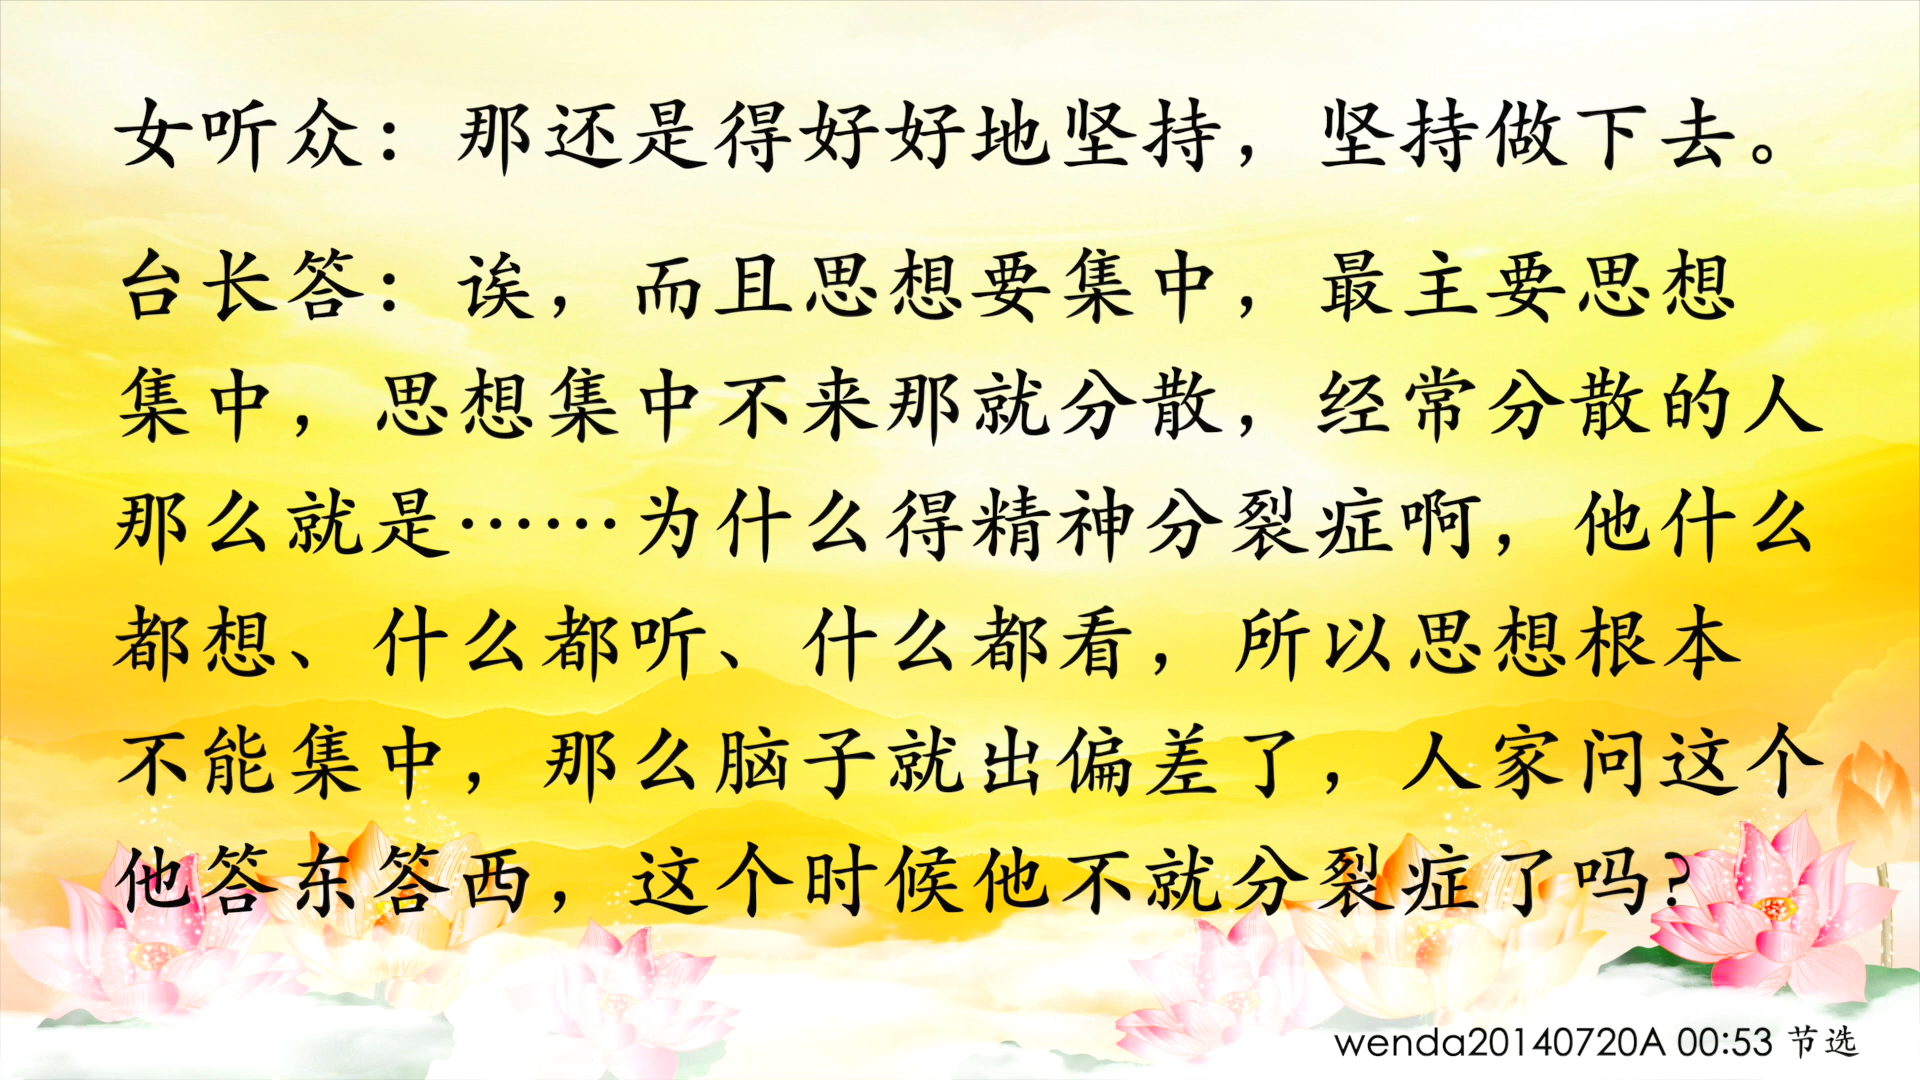 女听众：那还是得好好地坚持，坚持做下去。
台长答：诶，而且思想要集中，最主要思想
集中，思想集中不来那就分散，经常分散的人
那么就是……为什么得精神分裂症啊，他什么
都想、什么都听、什么都看，所以思想根本
不能集中，那么脑子就出偏差了，人家问这个
他答东答西，这个时候他不就分裂症了吗？
wenda20140720A 00:53 节选